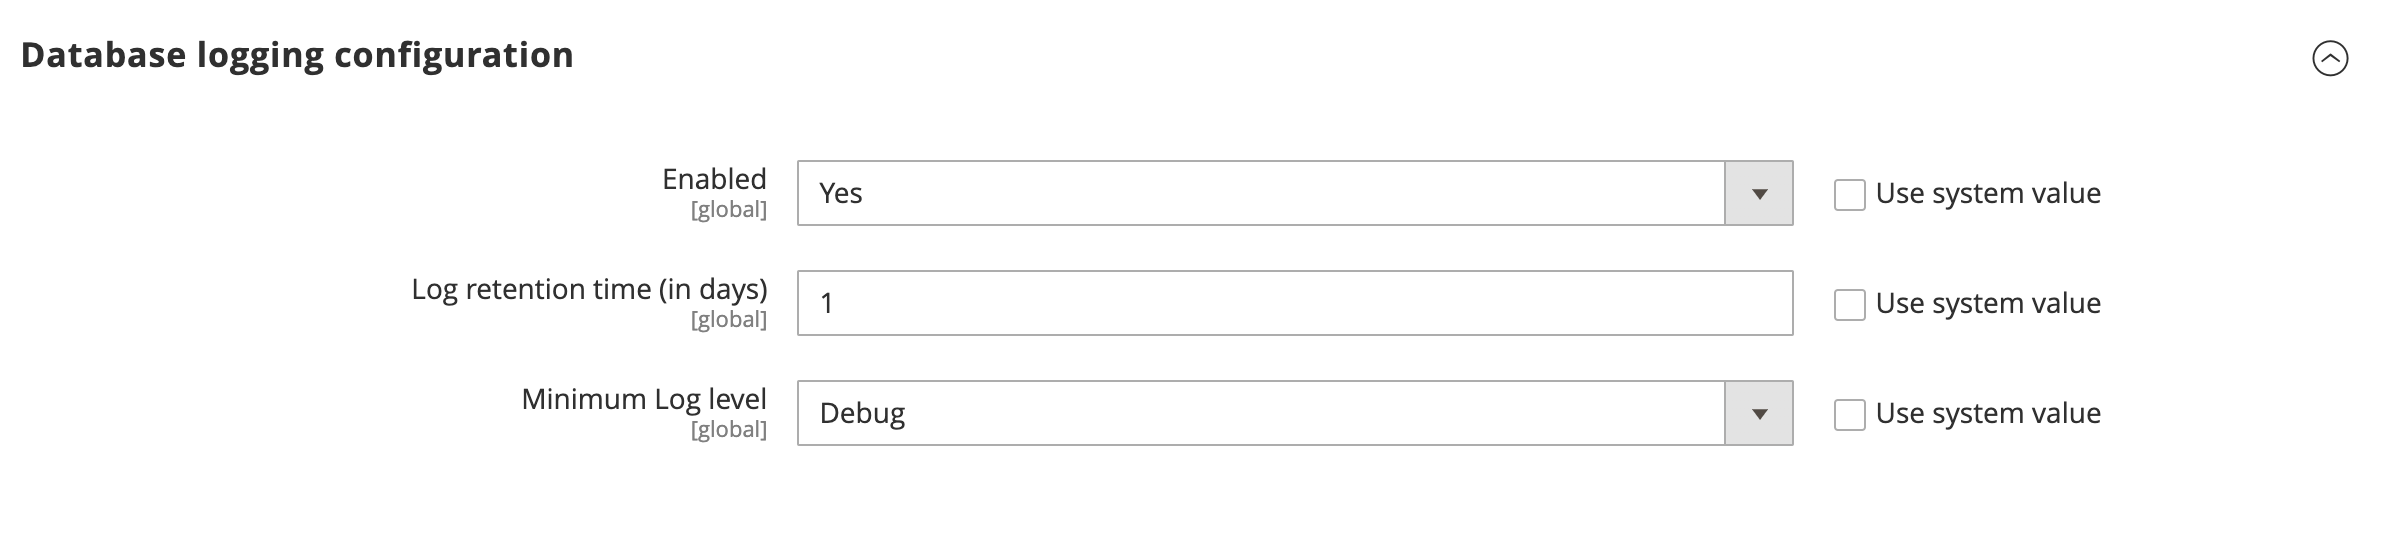 Database logging configuration
Enabled
[global]
Yes
Use system value
Log retention time (in days)
[global]
1
Use system value
Minimum Log level
[global]
Debug
Use system value